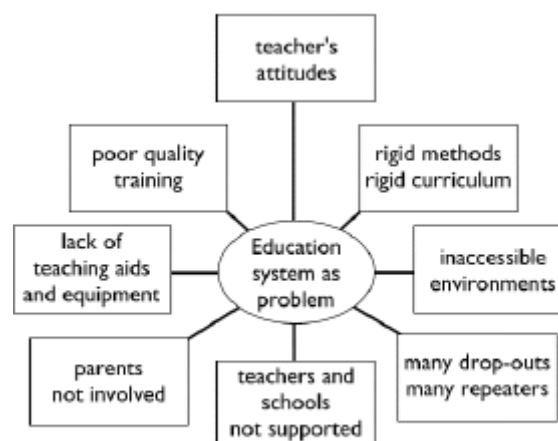 teacher's
attitudes
poor quality
training
rigid methods
rigid curriculum
lack of
teaching aids
and equipment
Education
system as
problem
inaccessible
environments
parents
not involved
teachers and
schools
not supported
many drop-outs
many repeaters